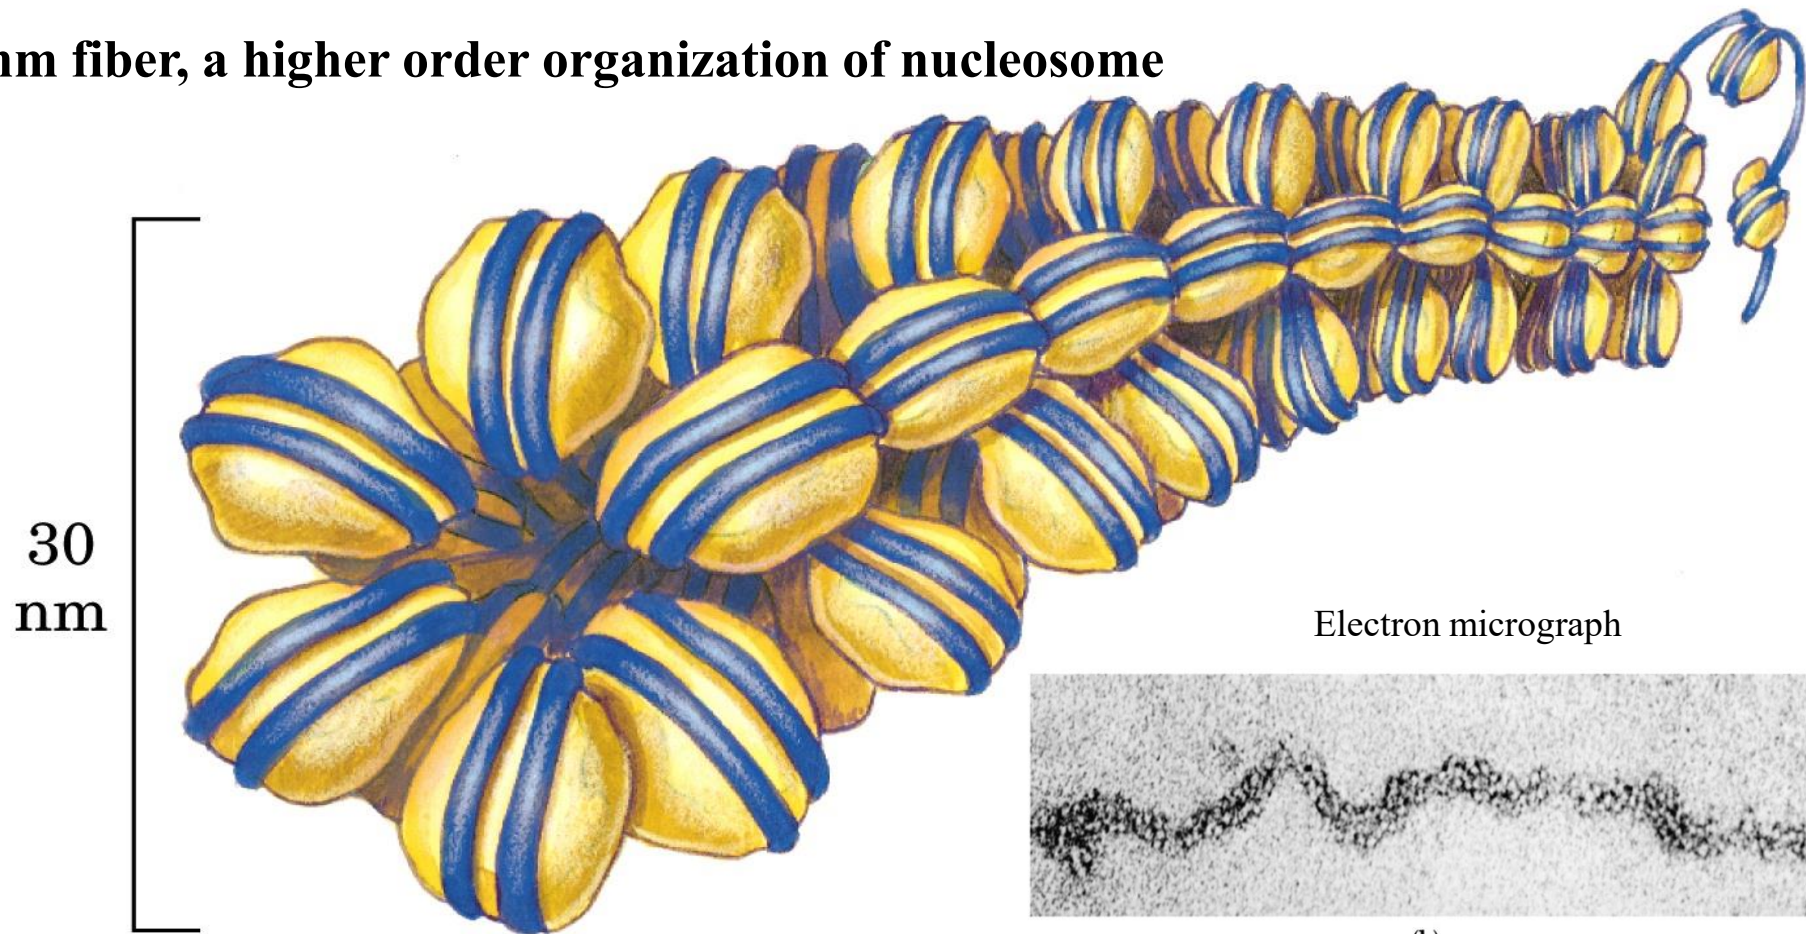 nm fiber, a higher order organization of nucleosome
30
nm
Electron micrograph